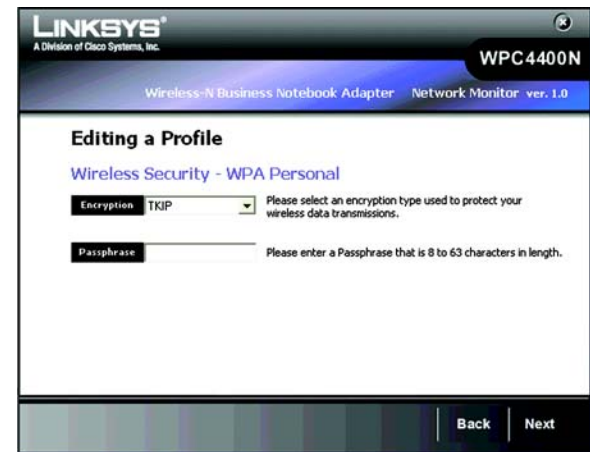 LINKSYS®
A Division of Cisco Systems, Inc.
WPC4400N
Wireless-N Business Notebook Adapter Network Monitor ver. 1.0
Editing a Profile
Wireless Security - WPA Personal
Encryption TKIP Please select an encryption type used to protect your
wireless data transmissions.
Passphrase Please enter a Passphrase that is 8 to 63 characters in length.
Back Next